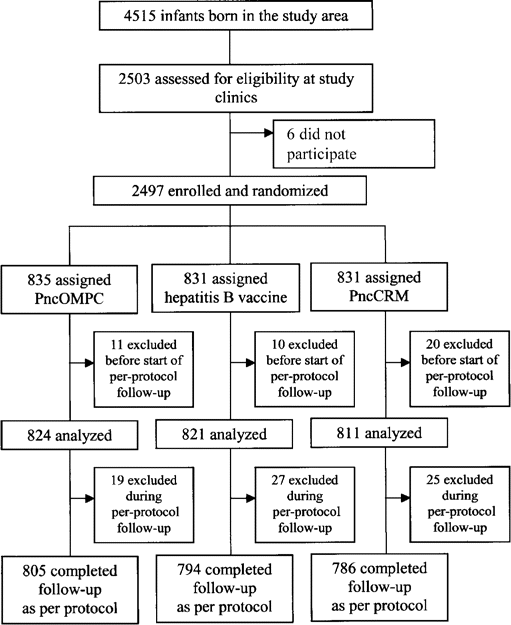 4515 infants born in the study area
2503 assessed for eligibility at study
clinics
6 did not
participate
2497 enrolled and randomized
835 assigned
PncOMPC
831 assigned
hepatitis B vaccine
831 assigned
PncCRM
11 excluded
before start of
per-protocol
follow-up
10 excluded
before start of
per-protocol
follow-up
20 excluded
before start of
per-protocol
follow-up
824 analyzed
821 analyzed
811 analyzed
19 excluded
during
per-protocol
follow-up
27 excluded
during
per-protocol
follow-up
25 excluded
during
per-protocol
follow-up
805 completed
follow-up
as per protocol
794 completed
follow-up
as per protocol
786 completed
follow-up
as per protocol